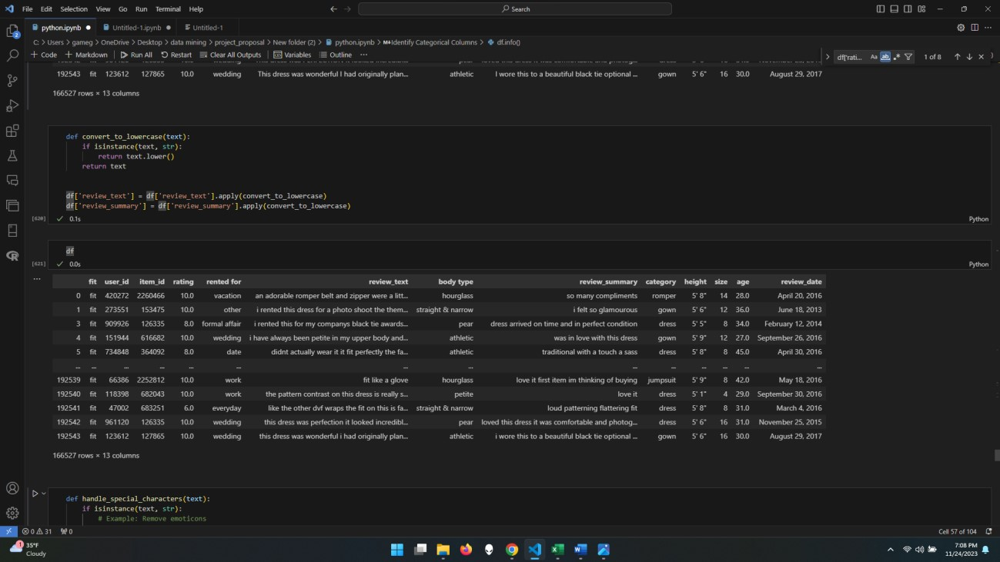 File Edit Selection View Go Run Terminal Help Search
python.ipynb Untitled-1.ipynb Untitled-1
C: > Users > gameg > OneDrive > Desktop > data mining > project_proposal > New folder (2) > python.ipynb > M↓Identify Categorical Columns > df.info()
+ Code + Markdown Run All Restart Clear All Outputs Variables Outline ... df['rati... Aa ab .* 1 of 8
192543 fit 123612 127865 10.0 wedding This dress was wonderful I had originally plan... athletic I wore this to a beautiful black tie optional ... gown 5' 6" 16 30.0 August 29, 2017
166527 rows × 13 columns
def convert_to_lowercase(text):
if isinstance(text, str):
return text.lower()
return text
df['review_text'] = df['review_text'].apply(convert_to_lowercase)
df['review_summary'] = df['review_summary'].apply(convert_to_lowercase)
[620] ✓ 0.1s Python
df
[621] ✓ 0.0s Python
...
fit user_id item_id rating rented for review_text body type review_summary category height size age review_date
0 fit 420272 2260466 10.0 vacation an adorable romper belt and zipper were a litt... hourglass so many compliments romper 5' 8" 14 28.0 April 20, 2016
1 fit 273551 153475 10.0 other i rented this dress for a photo shoot the them... straight & narrow i felt so glamourous gown 5' 6" 12 36.0 June 18, 2013
3 fit 909926 126335 8.0 formal affair i rented this for my companys black tie awards... pear dress arrived on time and in perfect condition dress 5' 5" 8 34.0 February 12, 2014
4 fit 151944 616682 10.0 wedding i have always been petite in my upper body and... athletic was in love with this dress gown 5' 9" 12 27.0 September 26, 2016
5 fit 734848 364092 8.0 date didnt actually wear it it fit perfectly the fa... athletic traditional with a touch a sass dress 5' 8" 8 45.0 April 30, 2016
... ... ... ... ... ... ... ... ... ... ... ... ... ...
192539 fit 66386 2252812 10.0 work fit like a glove hourglass love it first item im thinking of buying jumpsuit 5' 9" 8 42.0 May 18, 2016
192540 fit 118398 682043 10.0 work the pattern contrast on this dress is really s... petite love it dress 5' 1" 4 29.0 September 30, 2016
192541 fit 47002 683251 6.0 everyday like the other dvf wraps the fit on this is fa... straight & narrow loud patterning flattering fit dress 5' 8" 8 31.0 March 4, 2016
192542 fit 961120 126335 10.0 wedding this dress was perfection it looked incredibl... pear loved this dress it was comfortable and photog... dress 5' 6" 16 31.0 November 25, 2015
192543 fit 123612 127865 10.0 wedding this dress was wonderful i had originally plan... athletic i wore this to a beautiful black tie optional ... gown 5' 6" 16 30.0 August 29, 2017
166527 rows × 13 columns
def handle_special_characters(text):
if isinstance(text, str):
# Example: Remove emoticons
0 31 0 Cell 57 of 104
35°F
Cloudy
7:08 PM
11/24/2023